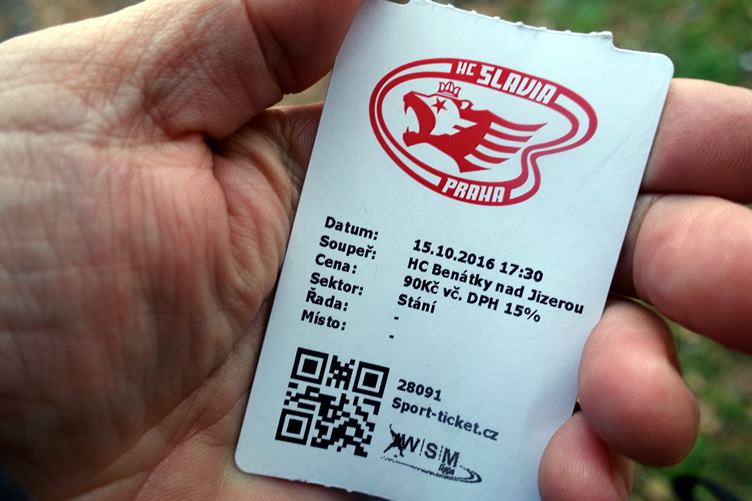 HC SLAVIA
PRAHA
Datum: 15.10.2016 17:30
Soupeř: HC Benátky nad Jizerou
Cena: 90Kč vč. DPH 15%
Sektor: Stání
Řada: -
Místo: -
28091
Sport-ticket.cz
WSM